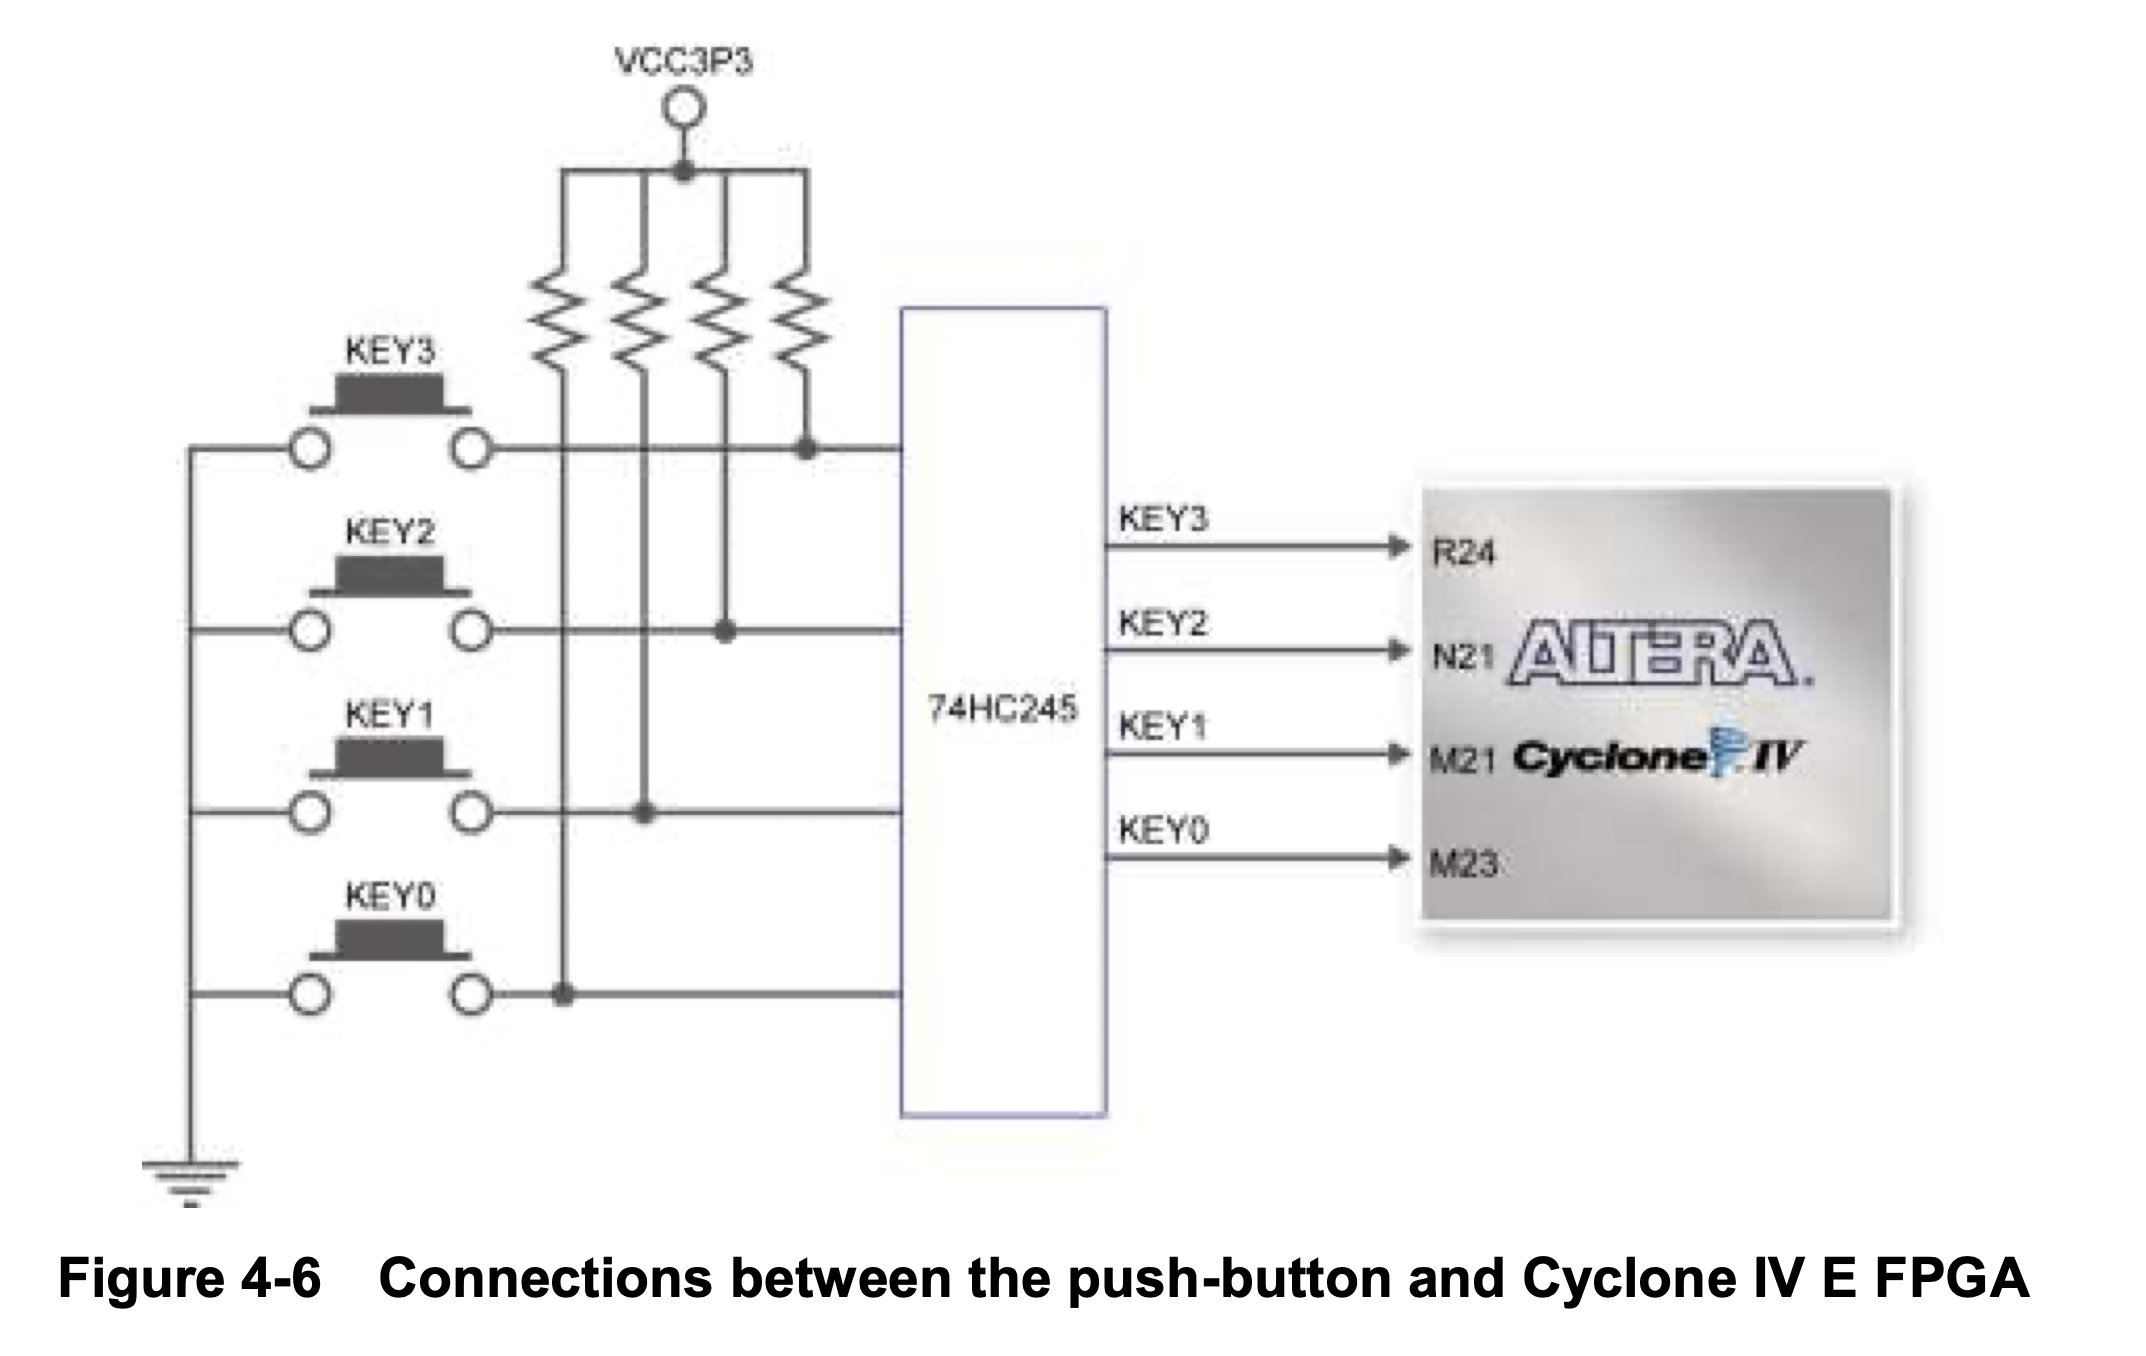 VCC3P3
KEY3
KEY2
KEY1
KEY0
74HC245
KEY3
KEY2
KEY1
KEY0
R24
N21
M21
M23
ALTERA.
Cyclone IV
Figure 4-6 Connections between the push-button and Cyclone IV E FPGA